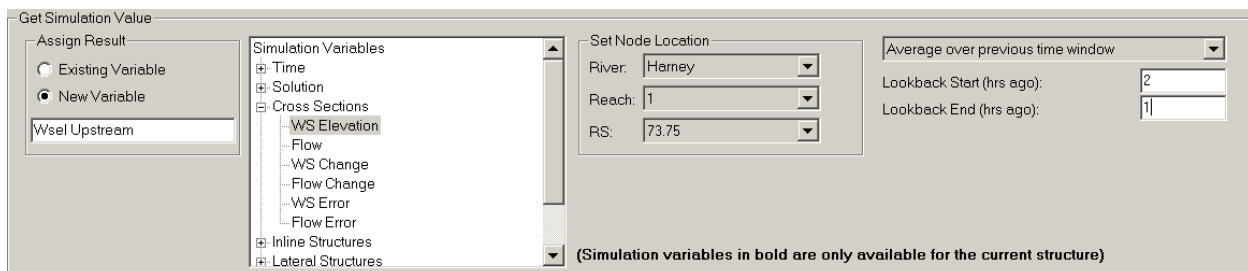 Get Simulation Value
Assign Result
Existing Variable
New Variable
Wsel Upstream
Simulation Variables
Time
Solution
Cross Sections
WS Elevation
Flow
WS Change
Flow Change
WS Error
Flow Error
Inline Structures
Lateral Structures
Set Node Location
River: Harney
Reach: 1
RS: 73.75
Average over previous time window
Lookback Start (hrs ago): 2
Lookback End (hrs ago): 1
(Simulation variables in bold are only available for the current structure)